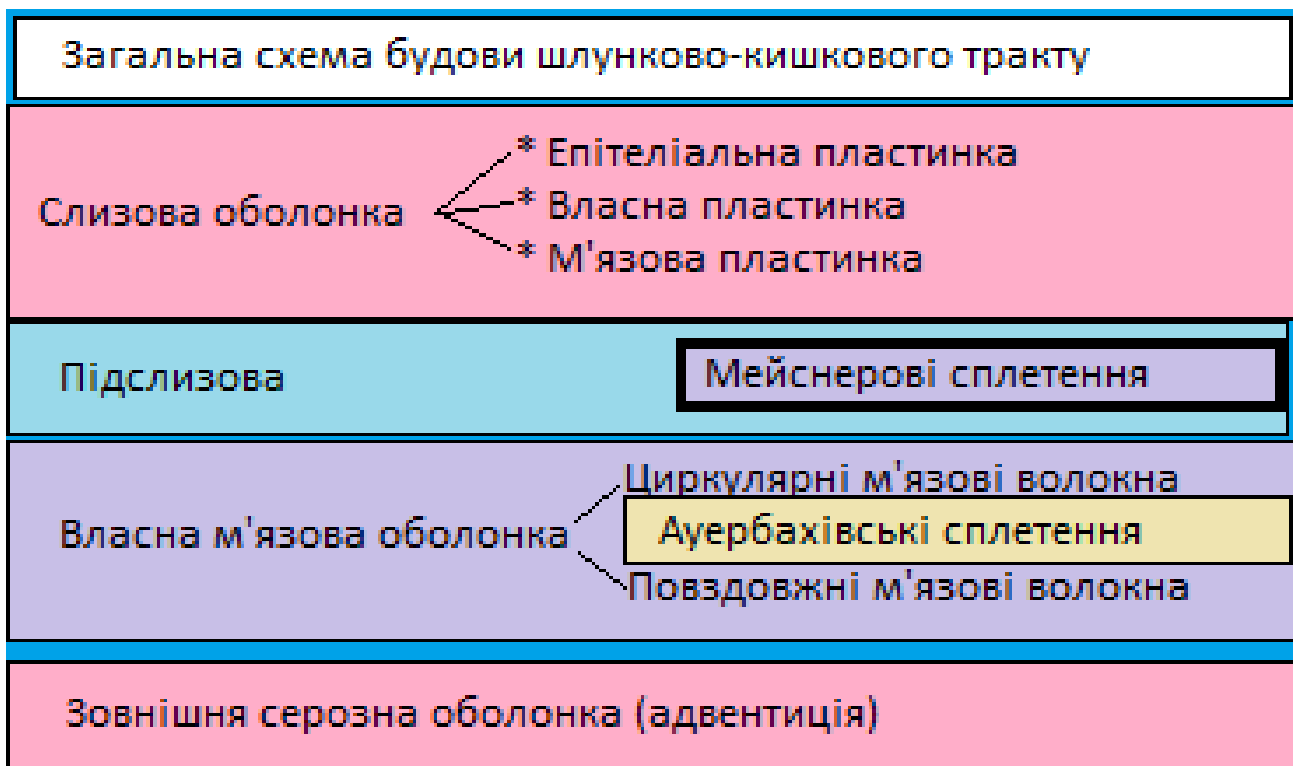 Загальна схема будови шлунково-кишкового тракту
* Епітеліальна пластинка
Слизова оболонка
* Власна пластинка
* М'язова пластинка
Підслизова
Мейснерові сплетення
Циркулярні м'язові волокна
Власна м'язова оболонка
Ауербахівські сплетення
Повздовжні м'язові волокна
Зовнішня серозна оболонка (адвентиція)